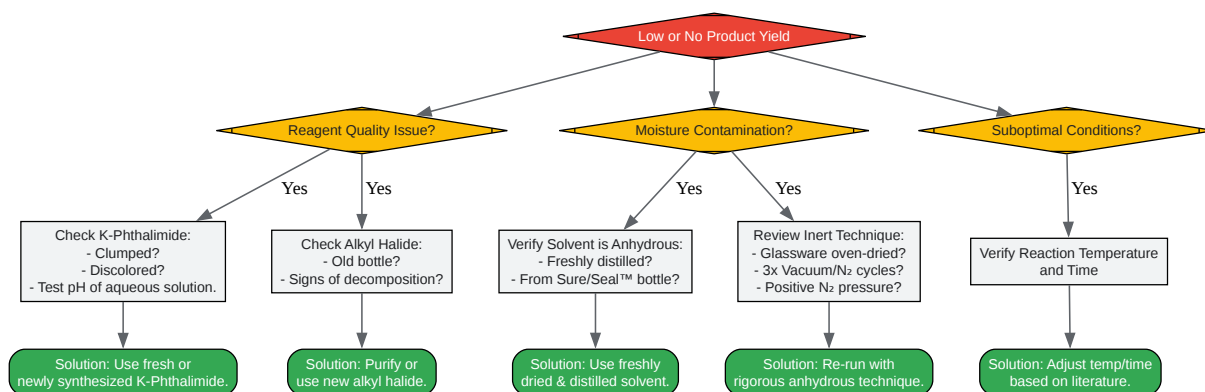 Low or No Product Yield
Reagent Quality Issue?
Moisture Contamination?
Suboptimal Conditions?
Yes
Yes
Yes
Yes
Yes
Check K-Phthalimide:
- Clumped?
- Discolored?
- Test pH of aqueous solution.
Check Alkyl Halide:
- Old bottle?
- Signs of decomposition?
Verify Solvent is Anhydrous:
- Freshly distilled?
- From Sure/Seal™ bottle?
Review Inert Technique:
- Glassware oven-dried?
- 3x Vacuum/N₂ cycles?
- Positive N₂ pressure?
Verify Reaction Temperature
and Time
Solution: Use fresh or
newly synthesized K-Phthalimide.
Solution: Purify or
use new alkyl halide.
Solution: Use freshly
dried & distilled solvent.
Solution: Re-run with
rigorous anhydrous technique.
Solution: Adjust temp/time
based on literature.